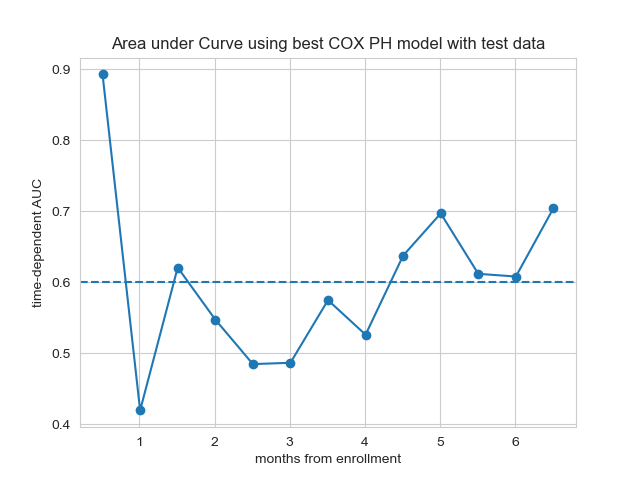 Area under Curve using best COX PH model with test data
0.9
0.8
0.7
0.6
0.5
0.4
time-dependent AUC
1 2 3 4 5 6
months from enrollment